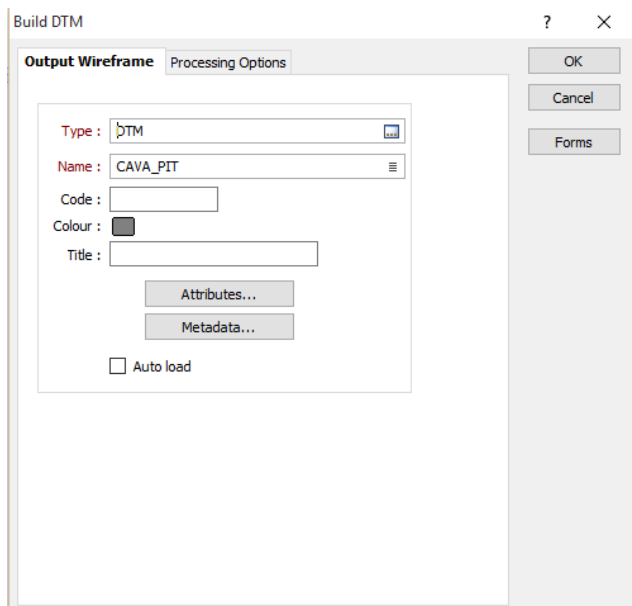 Build DTM
?
Output Wireframe
Processing Options
OK
Cancel
Forms
Type : DTM
Name : CAVA_PIT
Code :
Colour :
Title :
Attributes...
Metadata...
Auto load